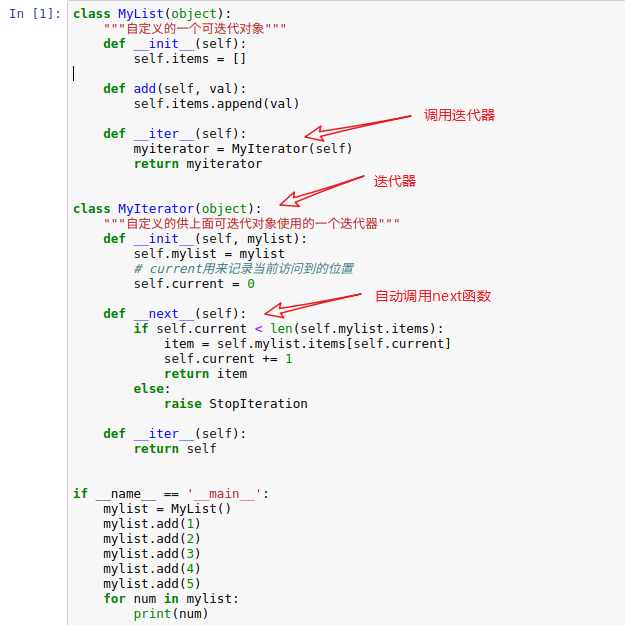 In [1]:
class MyList(object):
    """自定义的一个可迭代对象"""
    def __init__(self):
        self.items = []
    def add(self, val):
        self.items.append(val)
调用迭代器
    def __iter__(self):
        myiterator = MyIterator(self)
        return myiterator
迭代器
class MyIterator(object):
    """自定义的供上面可迭代对象使用的一个迭代器"""
    def __init__(self, mylist):
        self.mylist = mylist
        # current用来记录当前访问到的位置
        self.current = 0
自动调用next函数
    def __next__(self):
        if self.current < len(self.mylist.items):
            item = self.mylist.items[self.current]
            self.current += 1
            return item
        else:
            raise StopIteration
    def __iter__(self):
        return self
if __name__ == '__main__':
    mylist = MyList()
    mylist.add(1)
    mylist.add(2)
    mylist.add(3)
    mylist.add(4)
    mylist.add(5)
    for num in mylist:
        print(num)